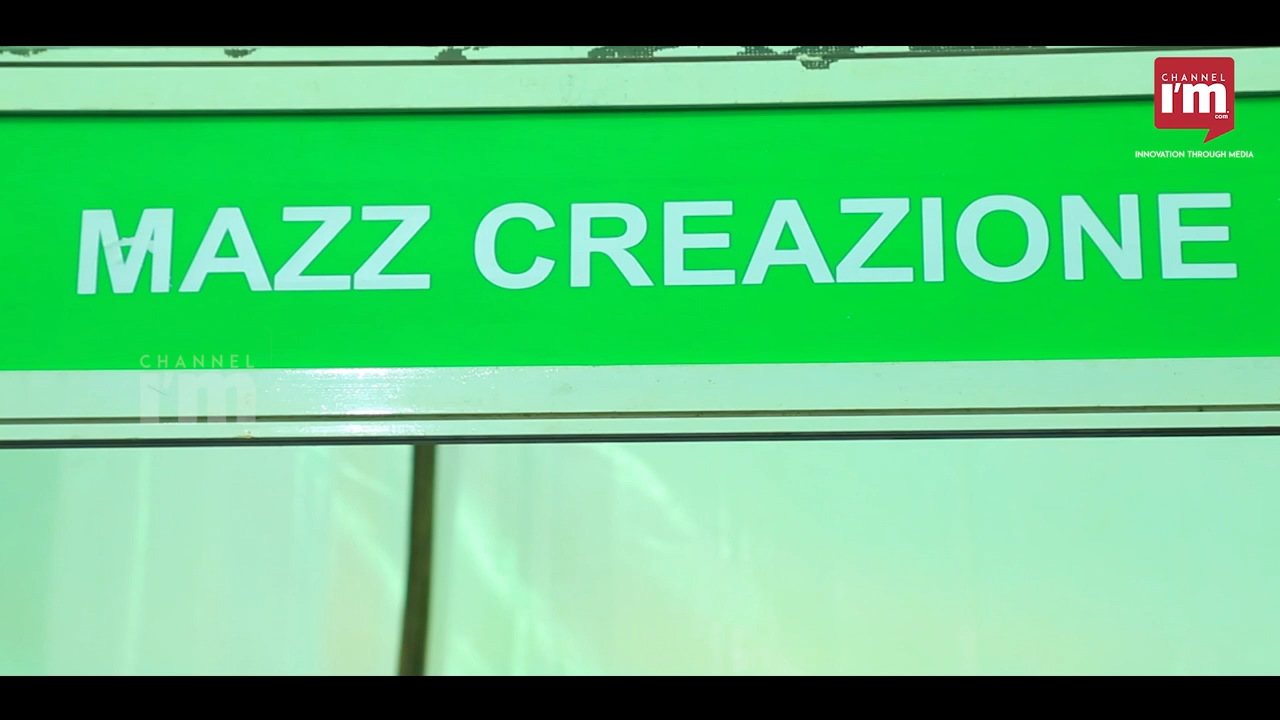 CHANNEL
I'm
.com
INNOVATION THROUGH MEDIA
MAZZ CREAZIONE
CHANNEL
I'm